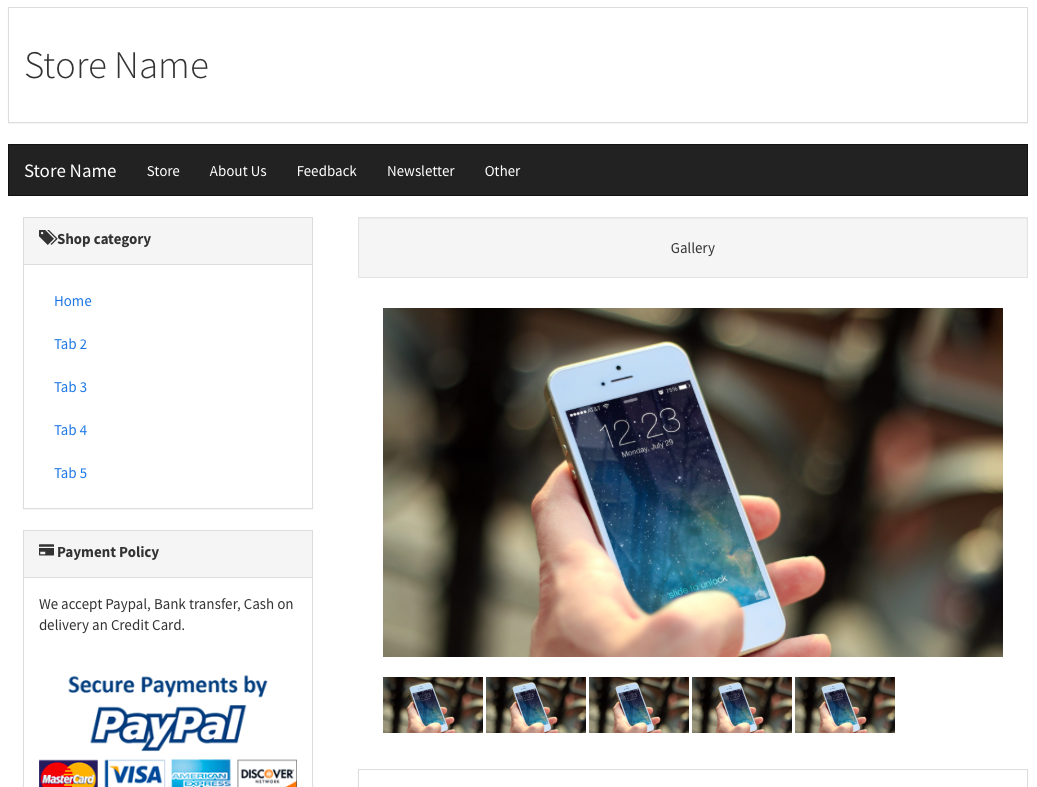 Store Name
Store Name Store About Us Feedback Newsletter Other
Shop category
Home
Tab 2
Tab 3
Tab 4
Tab 5
Payment Policy
We accept Paypal, Bank transfer, Cash on
delivery an Credit Card.
Secure Payments by
PayPal
MasterCard VISA AMERICAN EXPRESS DISCOVER NETWORK
Gallery
AT&T 75%
12:23
Monday, July 29
slide to unlock